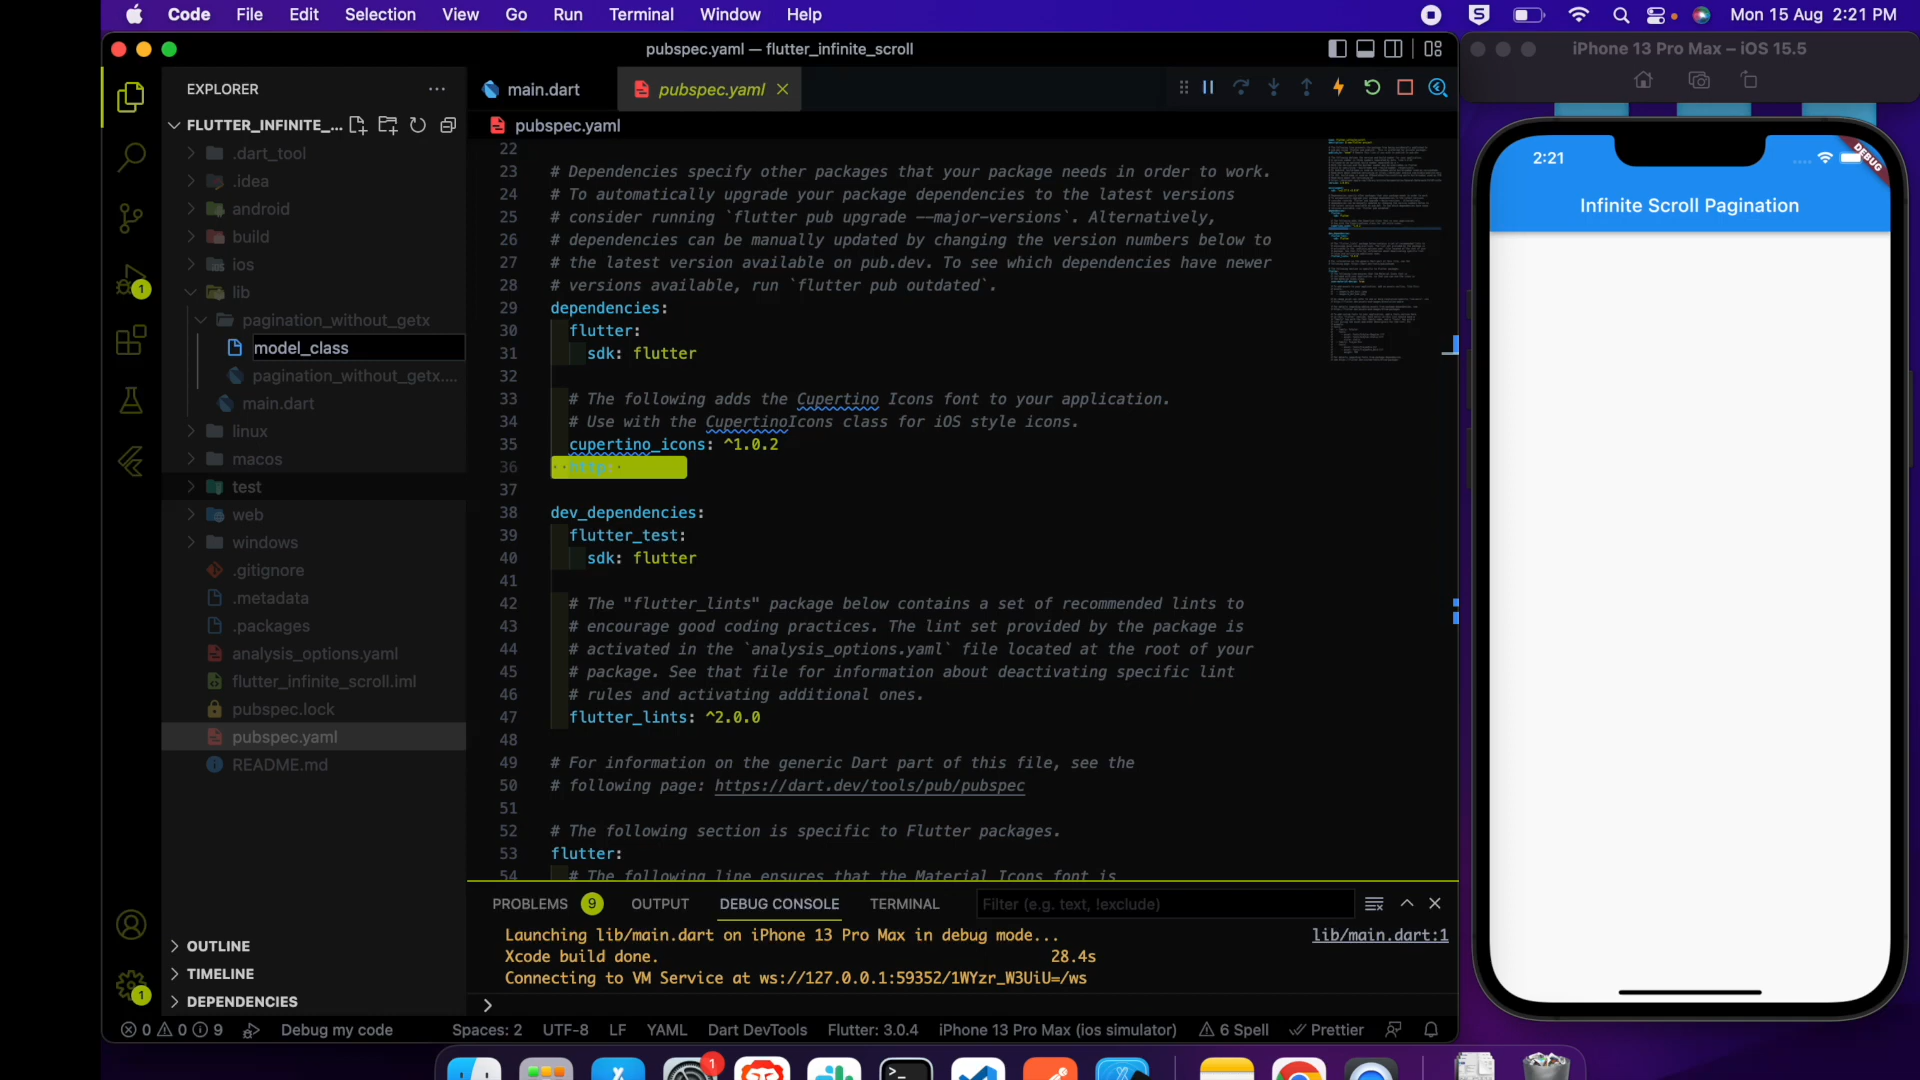 Code File Edit Selection View Go Run Terminal Window Help
Mon 15 Aug 2:21 PM
pubspec.yaml — flutter_infinite_scroll
EXPLORER
FLUTTER_INFINITE_...
.dart_tool
.idea
android
build
ios
lib
pagination_without_getx
model_class
pagination_without_getx....
main.dart
linux
macos
test
web
windows
.gitignore
.metadata
.packages
analysis_options.yaml
flutter_infinite_scroll.iml
pubspec.lock
pubspec.yaml
README.md
OUTLINE
TIMELINE
DEPENDENCIES
1
1
main.dart
pubspec.yaml
pubspec.yaml
22
23 # Dependencies specify other packages that your package needs in order to work.
24 # To automatically upgrade your package dependencies to the latest versions
25 # consider running `flutter pub upgrade --major-versions`. Alternatively,
26 # dependencies can be manually updated by changing the version numbers below to
27 # the latest version available on pub.dev. To see which dependencies have newer
28 # versions available, run `flutter pub outdated`.
29 dependencies:
30 flutter:
31 sdk: flutter
32
33 # The following adds the Cupertino Icons font to your application.
34 # Use with the CupertinoIcons class for iOS style icons.
35 cupertino_icons: ^1.0.2
36 http:
37
38 dev_dependencies:
39 flutter_test:
40 sdk: flutter
41
42 # The "flutter_lints" package below contains a set of recommended lints to
43 # encourage good coding practices. The lint set provided by the package is
44 # activated in the `analysis_options.yaml` file located at the root of your
45 # package. See that file for information about deactivating specific lint
46 # rules and activating additional ones.
47 flutter_lints: ^2.0.0
48
49 # For information on the generic Dart part of this file, see the
50 # following page: https://dart.dev/tools/pub/pubspec
51
52 # The following section is specific to Flutter packages.
53 flutter:
54 # The following line ensures that the Material Icons font is
PROBLEMS 9 OUTPUT DEBUG CONSOLE TERMINAL Filter (e.g. text, !exclude)
Launching lib/main.dart on iPhone 13 Pro Max in debug mode... lib/main.dart:1
Xcode build done. 28.4s
Connecting to VM Service at ws://127.0.0.1:59352/1WYzr_W3UiU=/ws
0 0 9 Debug my code Spaces: 2 UTF-8 LF YAML Dart DevTools Flutter: 3.0.4 iPhone 13 Pro Max (ios simulator) 6 Spell Prettier
iPhone 13 Pro Max – iOS 15.5
2:21
DEBUG
Infinite Scroll Pagination
1